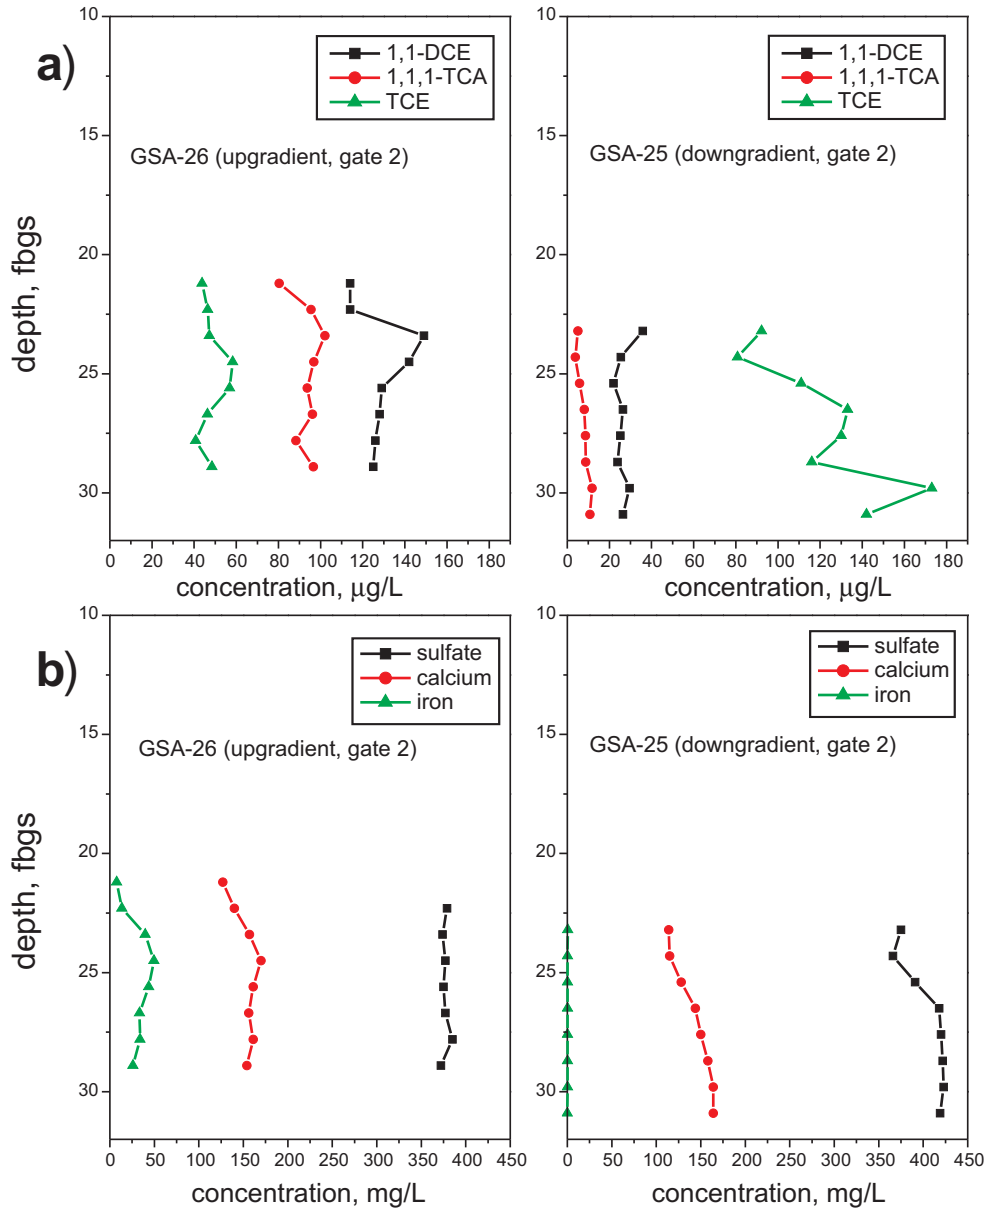 a)
10
15
20
25
30
depth, fbgs
1,1-DCE
1,1,1-TCA
TCE
GSA-26 (upgradient, gate 2)
0 20 40 60 80 100 120 140 160 180
concentration, μg/L
10
15
20
25
30
1,1-DCE
1,1,1-TCA
TCE
GSA-25 (downgradient, gate 2)
0 20 40 60 80 100 120 140 160 180
concentration, μg/L
b)
10
15
20
25
30
depth, fbgs
sulfate
calcium
iron
GSA-26 (upgradient, gate 2)
0 50 100 150 200 250 300 350 400 450
concentration, mg/L
10
15
20
25
30
sulfate
calcium
iron
GSA-25 (downgradient, gate 2)
0 50 100 150 200 250 300 350 400 450
concentration, mg/L